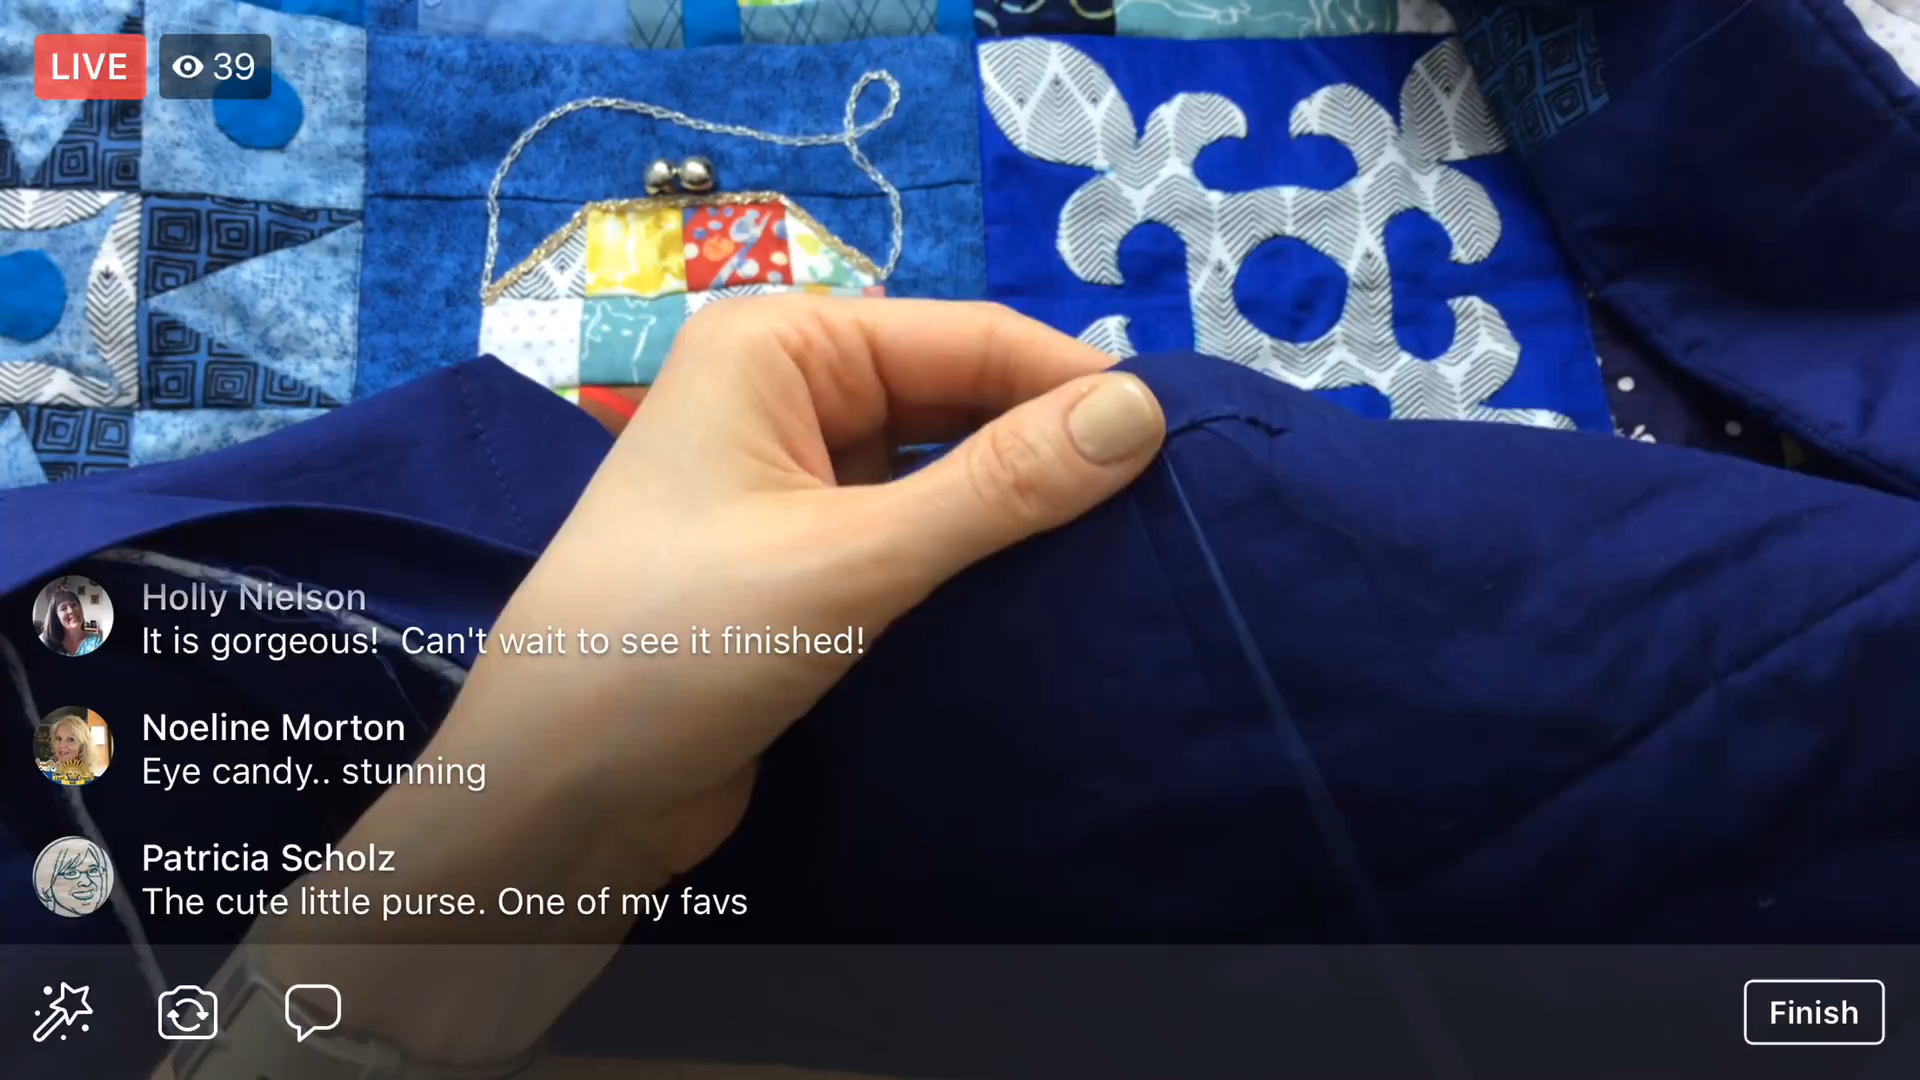 LIVE 39
Holly Nielson
It is gorgeous! Can't wait to see it finished!
Noeline Morton
Eye candy.. stunning
Patricia Scholz
The cute little purse. One of my favs
Finish